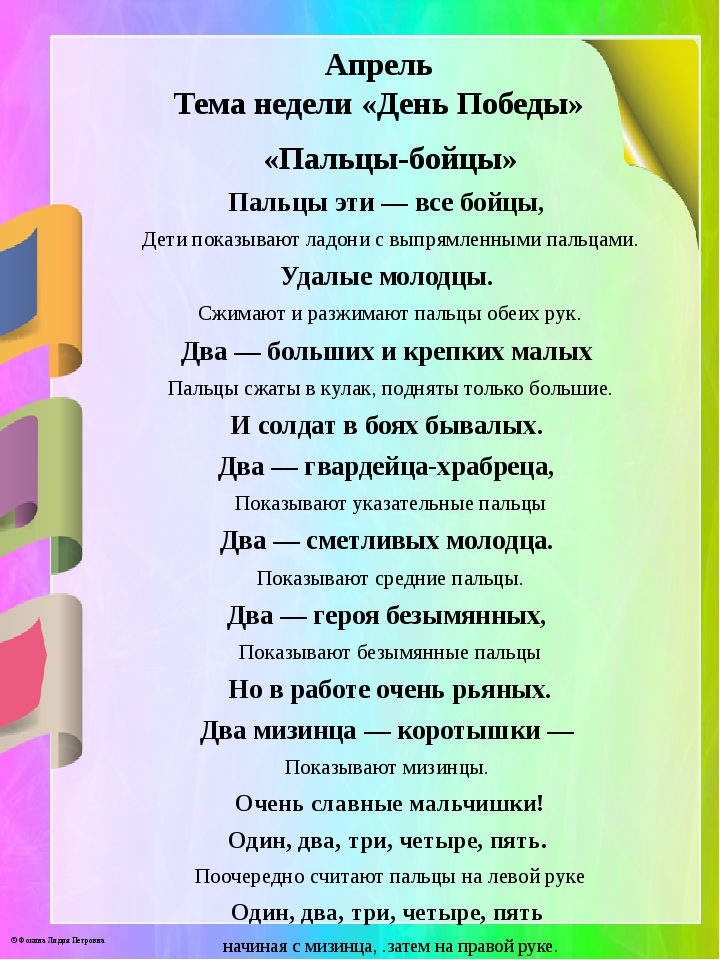 Апрель
Тема недели «День Победы»
«Пальцы-бойцы»
Пальцы эти — все бойцы,
Дети показывают ладони с выпрямленными пальцами.
Удалые молодцы.
Сжимают и разжимают пальцы обеих рук.
Два — больших и крепких малых
Пальцы сжаты в кулак, подняты только большие.
И солдат в боях бывалых.
Два — гвардейца-храбреца,
Показывают указательные пальцы
Два — сметливых молодца.
Показывают средние пальцы.
Два — героя безымянных,
Показывают безымянные пальцы
Но в работе очень рьяных.
Два мизинца — коротышки —
Показывают мизинцы.
Очень славные мальчишки!
Один, два, три, четыре, пять.
Поочередно считают пальцы на левой руке
Один, два, три, четыре, пять
начиная с мизинца, .затем на правой руке.
© Фокина Лидия Петровна